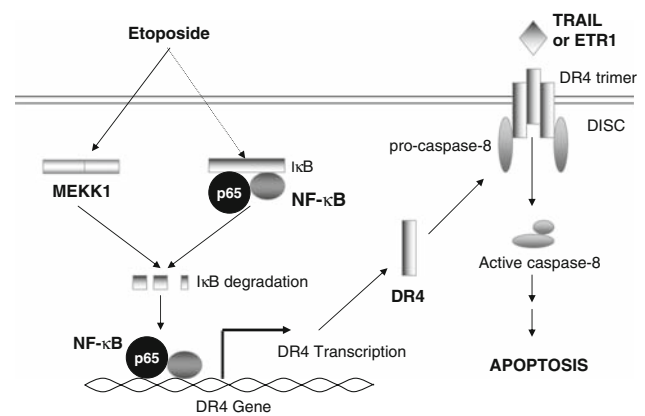 Etoposide
TRAIL
or ETR1
DR4 trimer
DISC
pro-caspase-8
MEKK1
IκB
p65
NF-κB
IκB degradation
DR4
Active caspase-8
NF-κB
p65
DR4 Transcription
APOPTOSIS
DR4 Gene